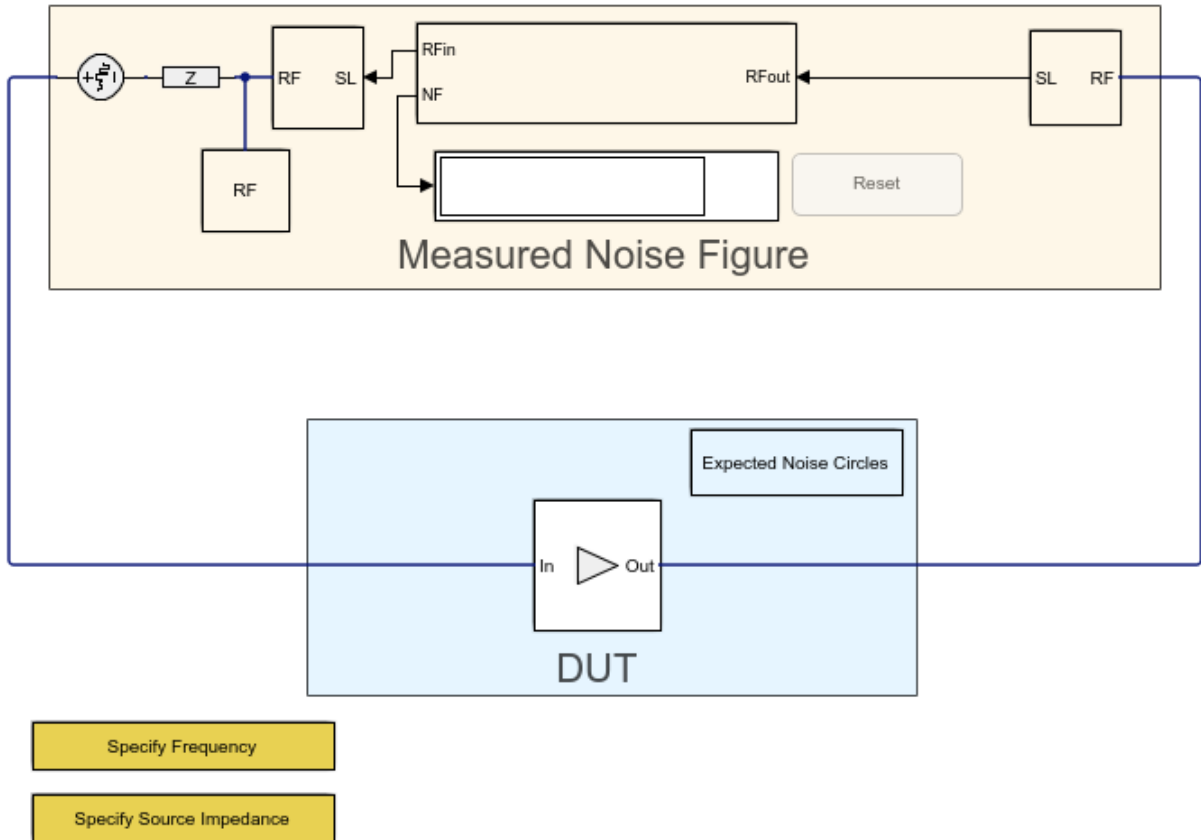 +
Z
RF
SL
RFin
NF
RFout
SL
RF
RF
Reset
Measured Noise Figure
Expected Noise Circles
In
Out
DUT
Specify Frequency
Specify Source Impedance